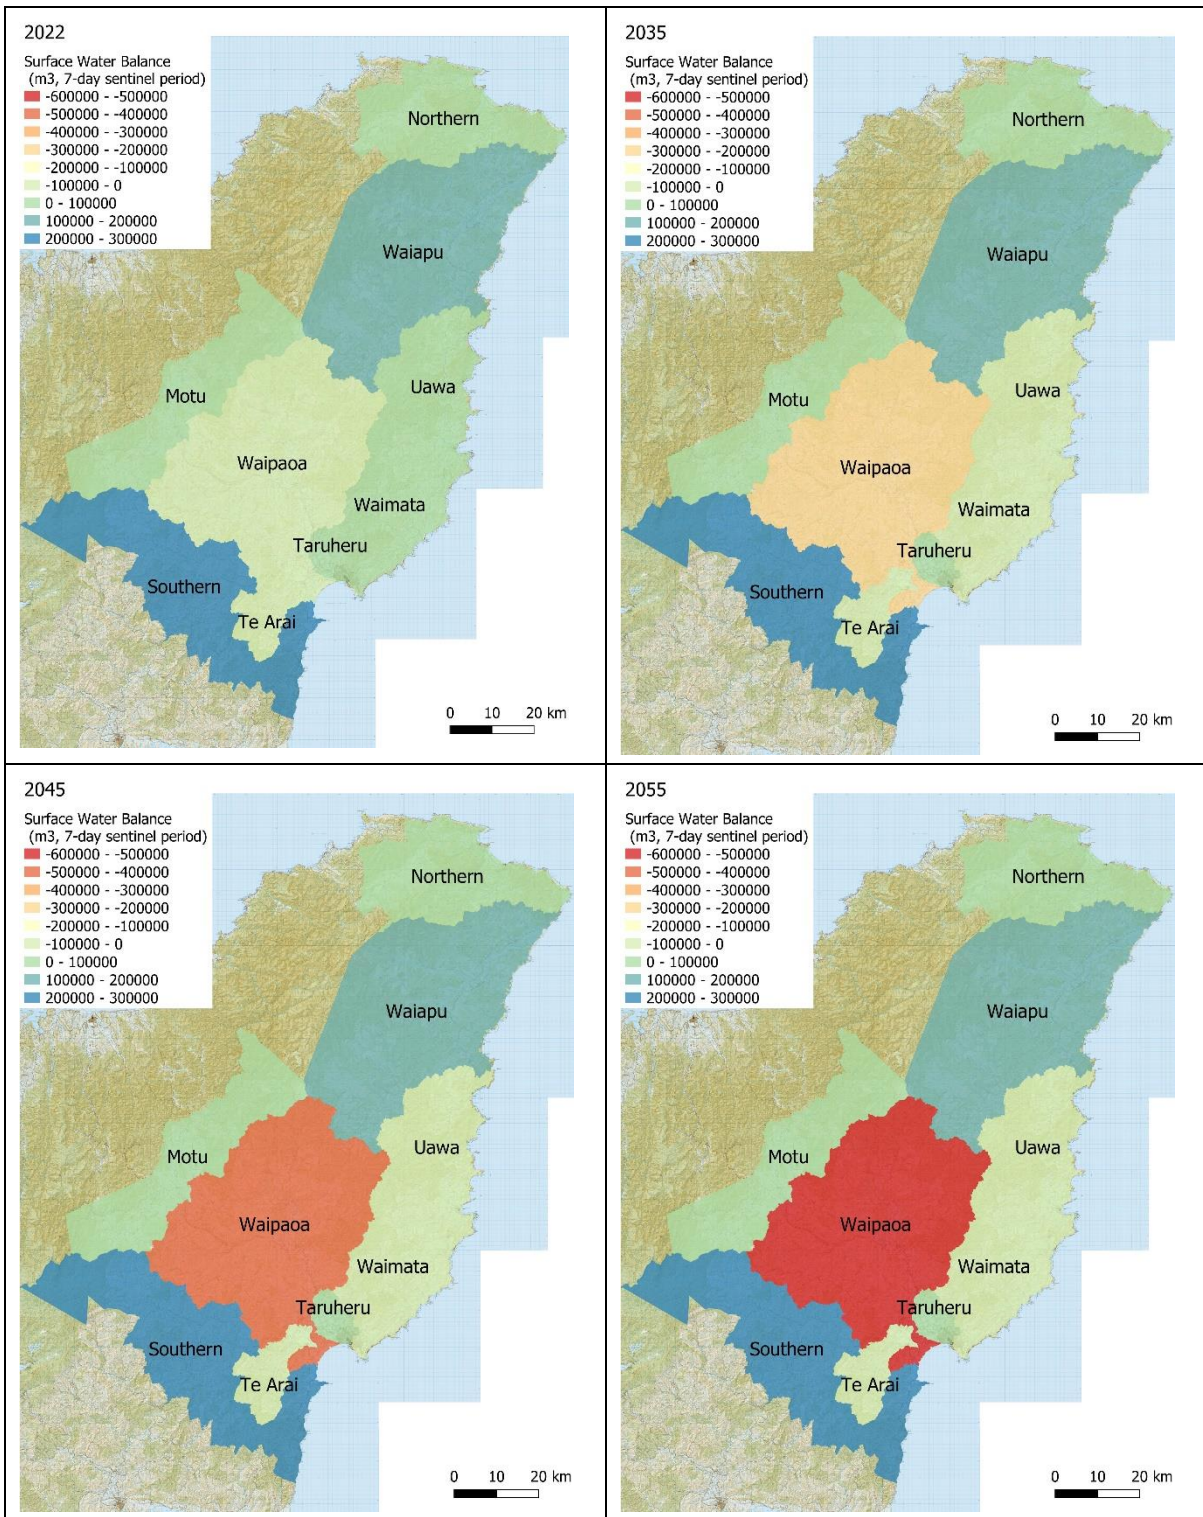 2022
Surface Water Balance
(m3, 7-day sentinel period)
-600000 - -500000
-500000 - -400000
-400000 - -300000
-300000 - -200000
-200000 - -100000
-100000 - 0
0 - 100000
100000 - 200000
200000 - 300000
Northern
Waiapu
Uawa
Motu
Waipaoa
Waimata
Taruheru
Southern
Te Arai
0 10 20 km
2035
Surface Water Balance
(m3, 7-day sentinel period)
-600000 - -500000
-500000 - -400000
-400000 - -300000
-300000 - -200000
-200000 - -100000
-100000 - 0
0 - 100000
100000 - 200000
200000 - 300000
Northern
Waiapu
Uawa
Motu
Waipaoa
Waimata
Taruheru
Southern
Te Arai
0 10 20 km
2045
Surface Water Balance
(m3, 7-day sentinel period)
-600000 - -500000
-500000 - -400000
-400000 - -300000
-300000 - -200000
-200000 - -100000
-100000 - 0
0 - 100000
100000 - 200000
200000 - 300000
Northern
Waiapu
Uawa
Motu
Waipaoa
Waimata
Taruheru
Southern
Te Arai
0 10 20 km
2055
Surface Water Balance
(m3, 7-day sentinel period)
-600000 - -500000
-500000 - -400000
-400000 - -300000
-300000 - -200000
-200000 - -100000
-100000 - 0
0 - 100000
100000 - 200000
200000 - 300000
Northern
Waiapu
Uawa
Motu
Waipaoa
Waimata
Taruheru
Southern
Te Arai
0 10 20 km